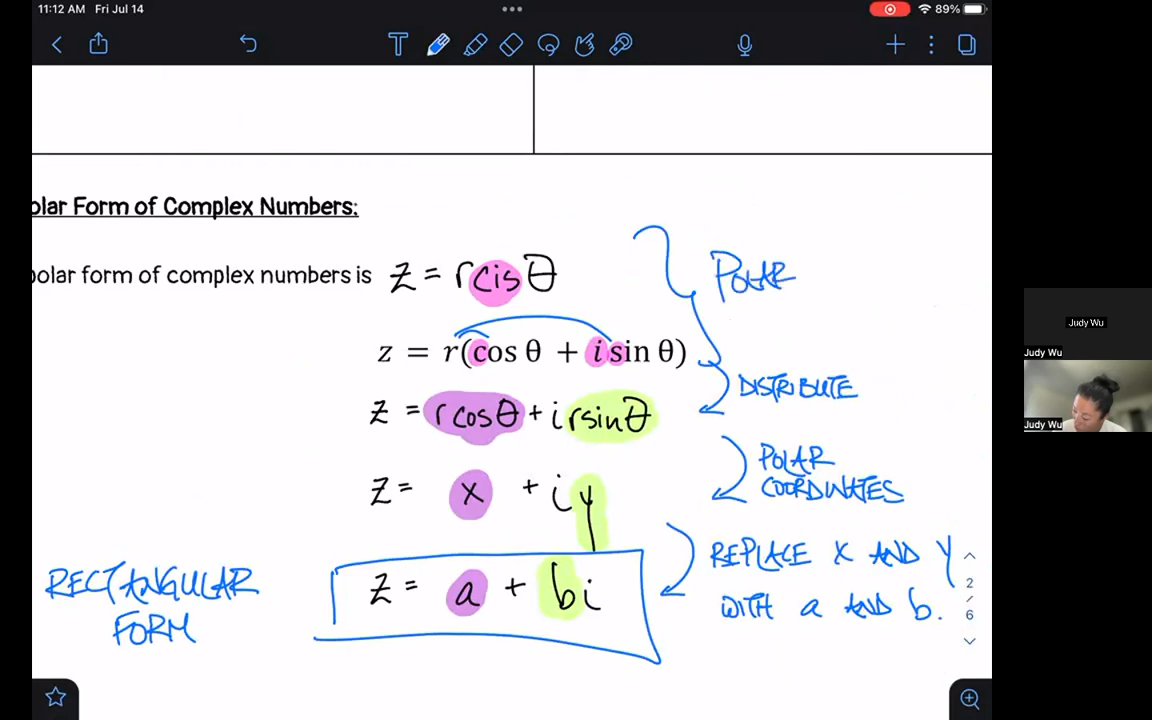 11:12 AM Fri Jul 14
89%
T
olar Form of Complex Numbers:
polar form of complex numbers is z = r cis θ
POLAR
z = r(cos θ + i sin θ)
DISTRIBUTE
z = r cos θ + i r sin θ
POLAR
COORDINATES
z = x + i y
REPLACE X AND Y
WITH a AND b.
z = a + bi
RECTANGULAR
FORM
2
/
6
Judy Wu
Judy Wu
Judy Wu